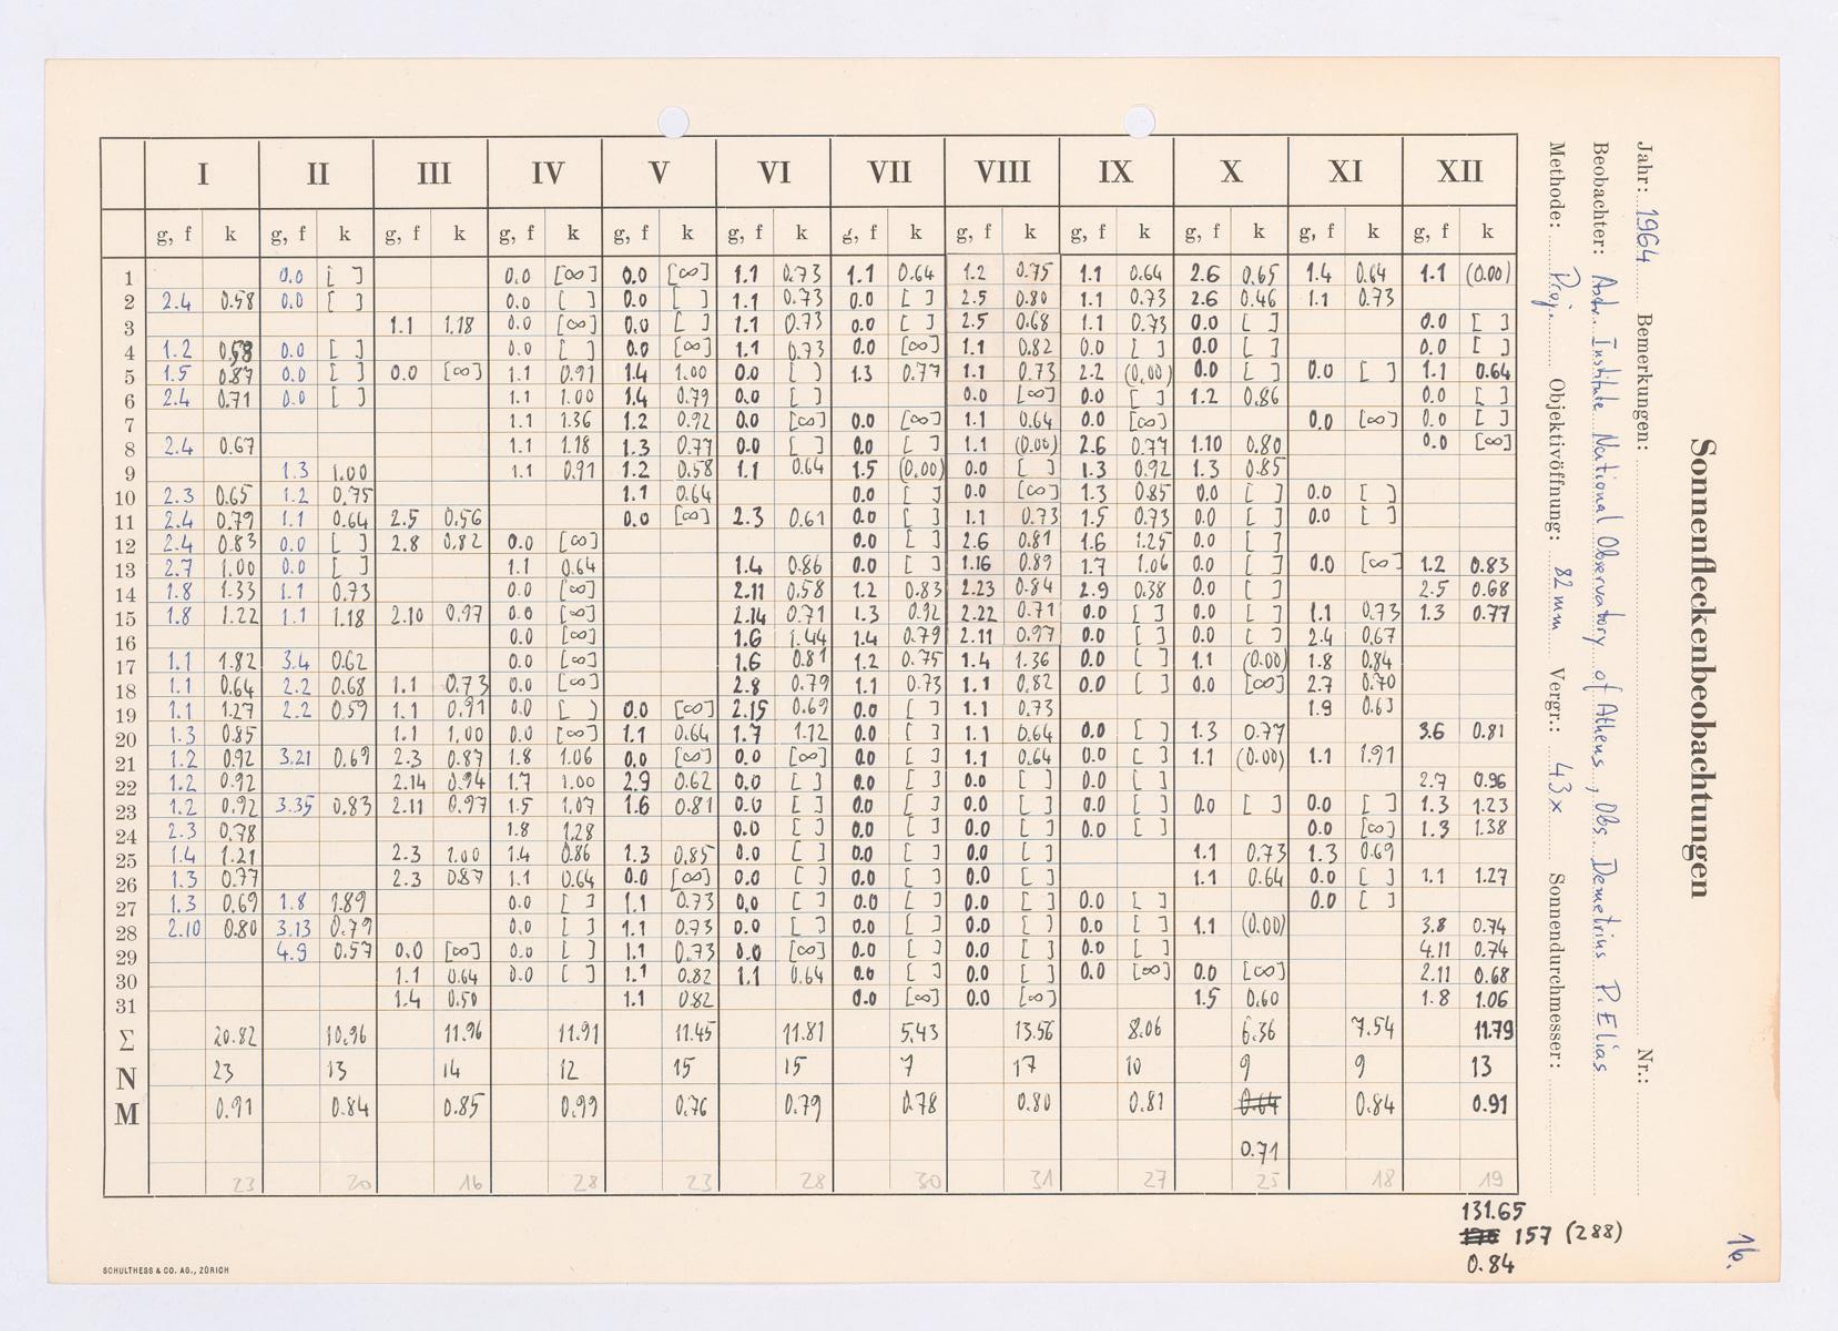 Sonnenfleckenbeobachtungen
16.
Jahr: 1964 Bemerkungen: Nr.:
Beobachter: Astr. Institute National Observatory of Athens, Obs. Demetrius P. Elias
Methode: Proj. Objektivöffnung: 82 mm Vergr.: 43x Sonnendurchmesser:
I II III IV V VI VII VIII IX X XI XII
g, f k g, f k g, f k g, f k g, f k g, f k g, f k g, f k g, f k g, f k g, f k g, f k
1 0.0 [ ] 0.0 [∞] 0.0 [∞] 1.1 0.73 1.1 0.64 1.2 0.75 1.1 0.64 2.6 0.65 1.4 0.64 1.1 (0.00)
2 2.4 0.58 0.0 [ ] 0.0 [ ] 0.0 [ ] 1.1 0.73 0.0 [ ] 2.5 0.80 1.1 0.73 2.6 0.46 1.1 0.73
3 1.1 1.18 0.0 [∞] 0.0 [ ] 1.1 0.73 0.0 [ ] 2.5 0.68 1.1 0.73 0.0 [ ] 0.0 [ ]
4 1.2 0.58 0.0 [ ] 0.0 [ ] 0.0 [∞] 1.1 0.73 0.0 [∞] 1.1 0.82 0.0 [ ] 0.0 [ ] 0.0 [ ]
5 1.5 0.87 0.0 [ ] 0.0 [∞] 1.1 0.91 1.4 1.00 0.0 [ ] 1.3 0.77 1.1 0.73 2.2 (0.00) 0.0 [ ] 0.0 [ ] 1.1 0.64
6 2.4 0.71 0.0 [ ] 1.1 1.00 1.4 0.79 0.0 [ ] 0.0 [∞] 0.0 [ ] 1.2 0.86 0.0 [ ]
7 1.1 1.36 1.2 0.92 0.0 [∞] 0.0 [∞] 1.1 0.64 0.0 [∞] 0.0 [∞] 0.0 [ ]
8 2.4 0.67 1.1 1.18 1.3 0.77 0.0 [ ] 0.0 [ ] 1.1 (0.00) 2.6 0.77 1.10 0.80 0.0 [∞]
9 1.3 1.00 1.1 0.91 1.2 0.58 1.1 0.64 1.5 (0.00) 0.0 [ ] 1.3 0.92 1.3 0.85
10 2.3 0.65 1.2 0.75 1.1 0.64 0.0 [ ] 0.0 [∞] 1.3 0.85 0.0 [ ] 0.0 [ ]
11 2.4 0.79 1.1 0.64 2.5 0.56 0.0 [∞] 2.3 0.61 0.0 [ ] 1.1 0.73 1.5 0.73 0.0 [ ] 0.0 [ ]
12 2.4 0.83 0.0 [ ] 2.8 0.82 0.0 [∞] 0.0 [ ] 2.6 0.81 1.6 1.25 0.0 [ ]
13 2.7 1.00 0.0 [ ] 1.1 0.64 1.4 0.86 0.0 [ ] 1.16 0.89 1.7 1.06 0.0 [ ] 0.0 [∞] 1.2 0.83
14 1.8 1.33 1.1 0.73 0.0 [∞] 2.11 0.58 1.2 0.83 2.23 0.84 2.9 0.38 0.0 [ ] 2.5 0.68
15 1.8 1.22 1.1 1.18 2.10 0.97 0.0 [∞] 2.14 0.71 1.3 0.92 2.22 0.71 0.0 [ ] 0.0 [ ] 1.1 0.73 1.3 0.77
16 0.0 [∞] 1.6 1.44 1.4 0.79 2.11 0.97 0.0 [ ] 0.0 [ ] 2.4 0.67
17 1.1 1.82 3.4 0.62 0.0 [∞] 1.6 0.81 1.2 0.75 1.4 1.36 0.0 [ ] 1.1 (0.00) 1.8 0.84
18 1.1 0.64 2.2 0.68 1.1 0.73 0.0 [∞] 2.8 0.79 1.1 0.73 1.1 0.82 0.0 [ ] 0.0 [∞] 2.7 0.70
19 1.1 1.27 2.2 0.59 1.1 0.91 0.0 [ ) 0.0 [∞] 2.15 0.69 0.0 [ ] 1.1 0.73 1.9 0.63
20 1.3 0.85 1.1 1.00 0.0 [∞] 1.1 0.64 1.7 1.12 0.0 [ ] 1.1 0.64 0.0 [ ] 1.3 0.77 3.6 0.81
21 1.2 0.92 3.21 0.69 2.3 0.87 1.8 1.06 0.0 [∞] 0.0 [∞] 0.0 [ ] 1.1 0.64 0.0 [ ] 1.1 (0.00) 1.1 1.91
22 1.2 0.92 2.14 0.94 1.7 1.00 2.9 0.62 0.0 [ ] 0.0 [ ] 0.0 [ ] 0.0 [ ] 2.7 0.96
23 1.2 0.92 3.35 0.83 2.11 0.97 1.5 1.07 1.6 0.81 0.0 [ ] 0.0 [ ] 0.0 [ ] 0.0 [ ] 0.0 [ ] 0.0 [ ] 1.3 1.23
24 2.3 0.78 1.8 1.28 0.0 [ ] 0.0 [ ] 0.0 [ ] 0.0 [ ] 0.0 [∞] 1.3 1.38
25 1.4 1.21 2.3 1.00 1.4 0.86 1.3 0.85 0.0 [ ] 0.0 [ ] 0.0 [ ] 1.1 0.73 1.3 0.69
26 1.3 0.77 2.3 0.87 1.1 0.64 0.0 [∞] 0.0 [ ] 0.0 [ ] 0.0 [ ] 1.1 0.64 0.0 [ ] 1.1 1.27
27 1.3 0.69 1.8 1.89 0.0 [ ] 1.1 0.73 0.0 [ ] 0.0 [ ] 0.0 [ ] 0.0 [ ] 0.0 [ ]
28 2.10 0.80 3.13 0.79 0.0 [ ] 1.1 0.73 0.0 [ ] 0.0 [ ] 0.0 [ ] 0.0 [ ] 1.1 (0.00) 3.8 0.74
29 4.9 0.57 0.0 [∞] 0.0 [ ] 1.1 0.73 0.0 [∞] 0.0 [ ] 0.0 [ ] 0.0 [ ] 4.11 0.74
30 1.1 0.64 0.0 [ ] 1.1 0.82 1.1 0.64 0.0 [ ] 0.0 [ ] 0.0 [∞] 0.0 [∞] 2.11 0.68
31 1.4 0.50 1.1 0.82 0.0 [∞] 0.0 [∞] 1.5 0.60 1.8 1.06
Σ 20.82 10.96 11.96 11.91 11.45 11.81 5.43 13.56 8.06 6.36 7.54 11.79
N 23 13 14 12 15 15 7 17 10 9 9 13
M 0.91 0.84 0.85 0.99 0.76 0.79 0.78 0.80 0.81 0.64 0.84 0.91
0.71
23 20 16 28 23 28 30 31 27 25 18 19
131.65
157 (288)
0.84
SCHULTHESS & CO. AG., ZÜRICH